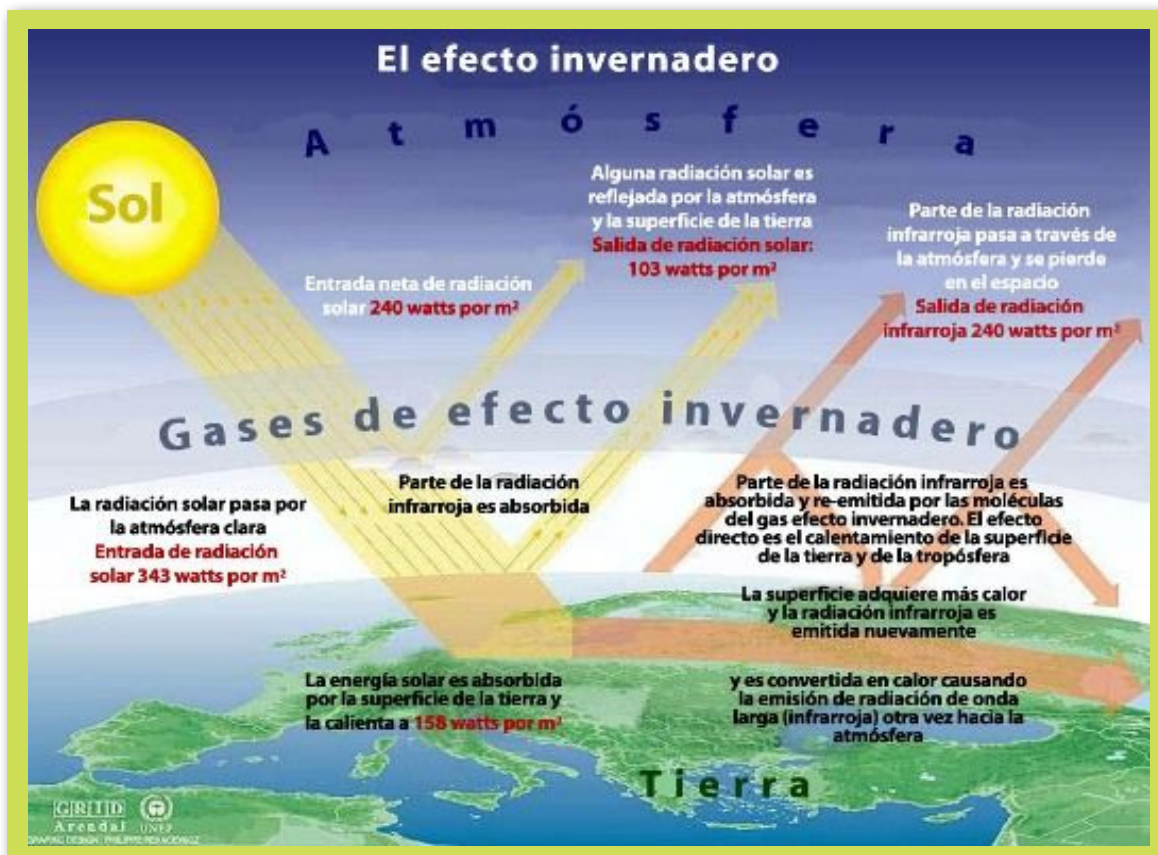 El efecto invernadero
Atmósfera
Sol
Alguna radiación solar es
reflejada por la atmósfera
y la superficie de la tierra
Salida de radiación solar:
103 watts por m²
Parte de la radiación
infrarroja pasa a través de
la atmósfera y se pierde
en el espacio
Salida de radiación
infrarroja 240 watts por m²
Entrada neta de radiación
solar 240 watts por m²
Gases de efecto invernadero
La radiación solar pasa por
la atmósfera clara
Entrada de radiación
solar 343 watts por m²
Parte de la radiación
infrarroja es absorbida
Parte de la radiación infrarroja es
absorbida y re-emitida por las moléculas
del gas efecto invernadero. El efecto
directo es el calentamiento de la superficie
de la tierra y de la tropósfera
La superficie adquiere más calor
y la radiación infrarroja es
emitida nuevamente
La energía solar es absorbida
por la superficie de la tierra y
la calienta a 158 watts por m²
y es convertida en calor causando
la emisión de radiación de onda
larga (infrarroja) otra vez hacia la
atmósfera
Tierra
GRID
Arendal UNEP
GRAPHIC DESIGN : PHILIPPE REKACEWICZ